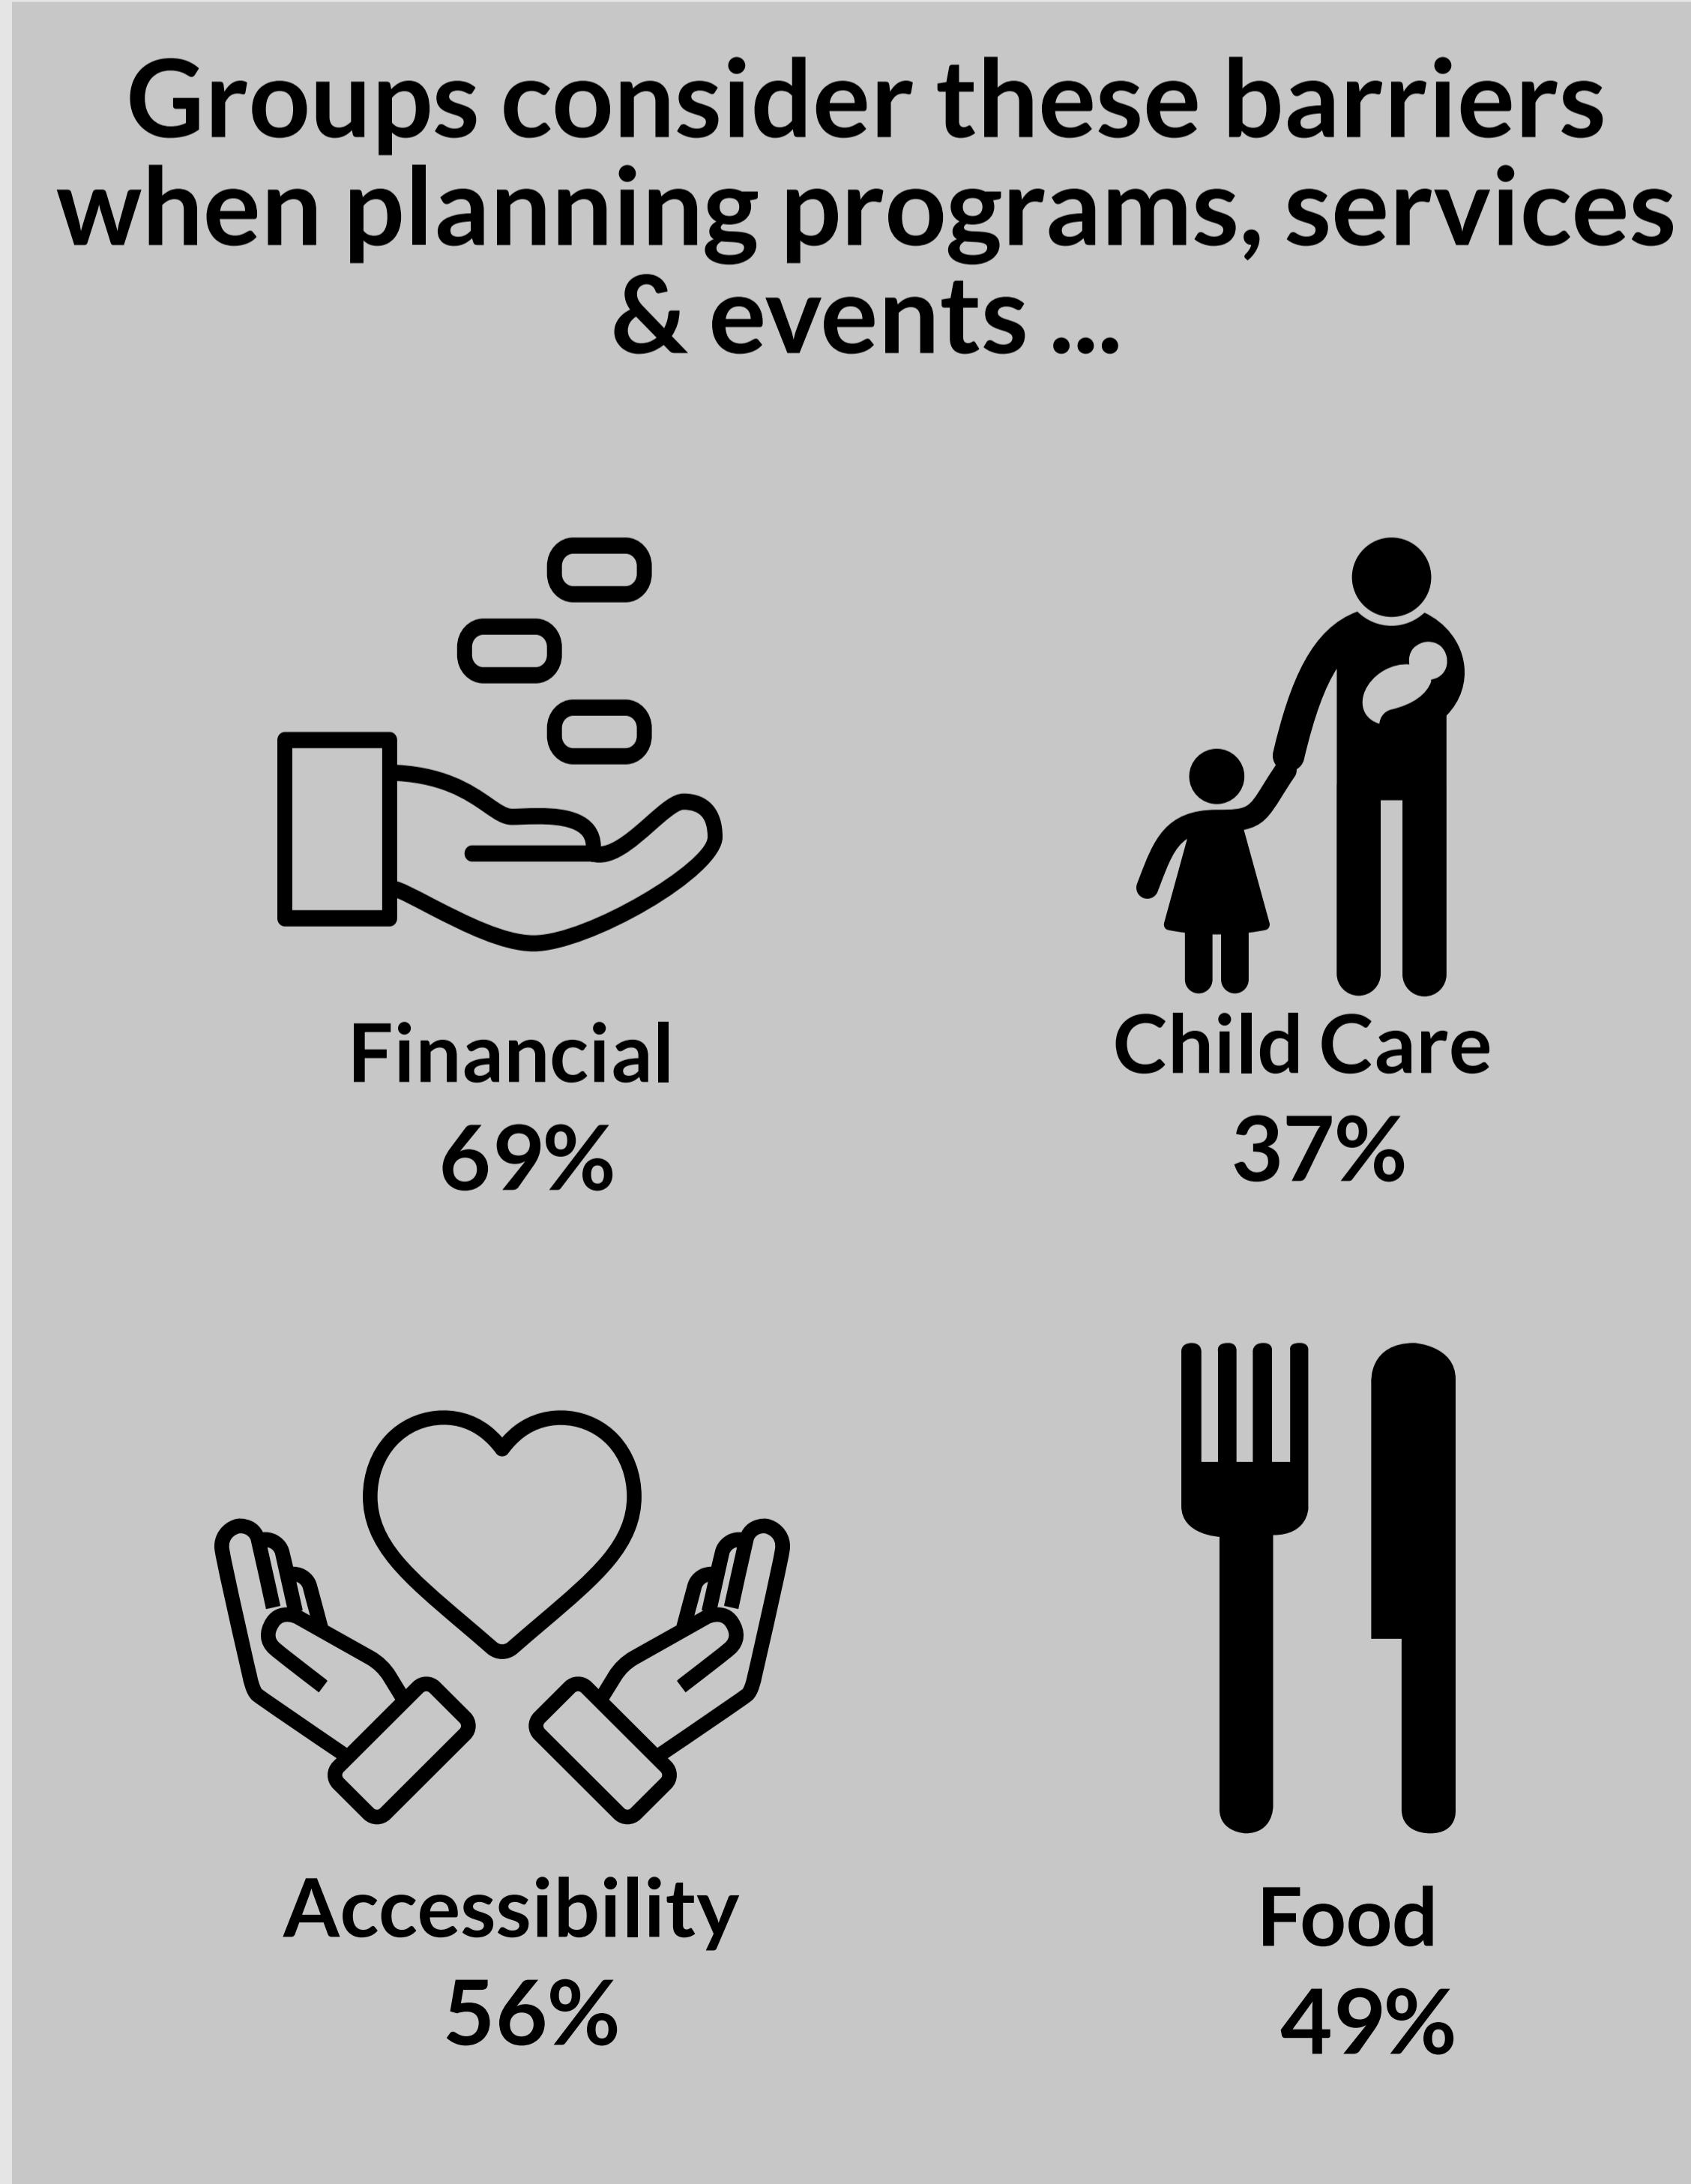 Groups consider these barriers
when planning programs, services
& events ...
Financial
69%
Child Care
37%
Accessibility
56%
Food
49%